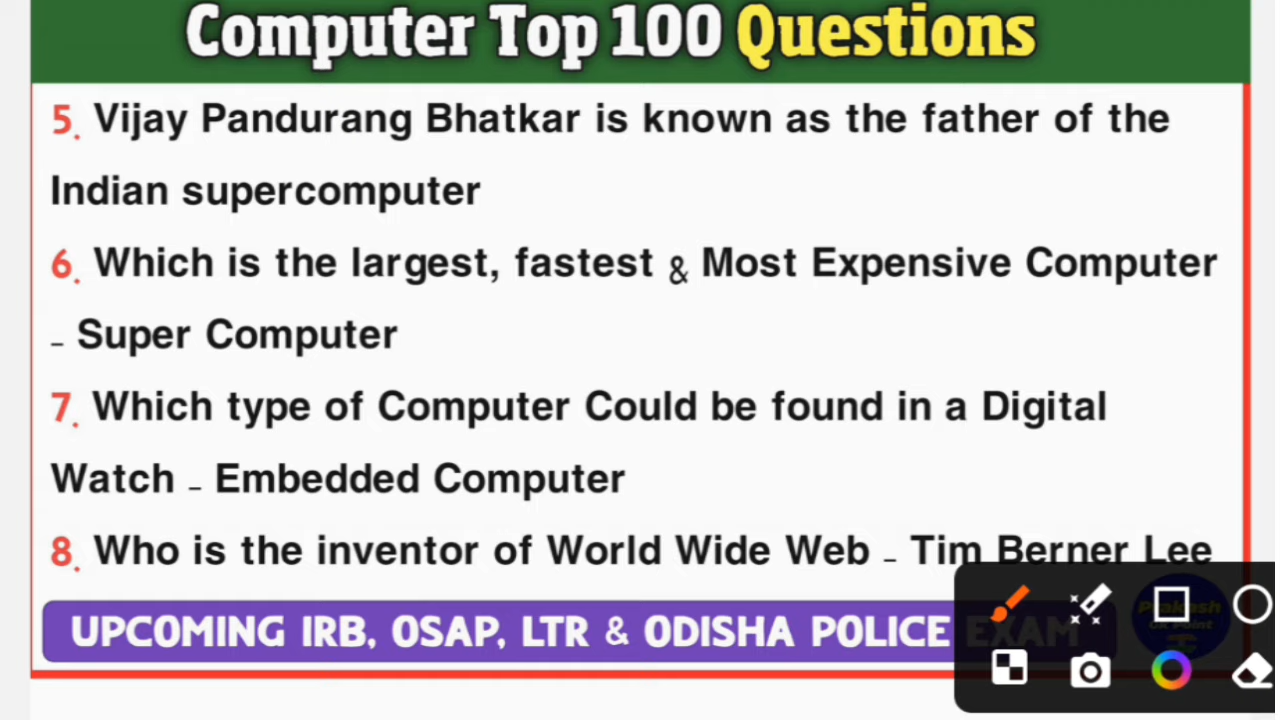 Computer Top 100 Questions
5. Vijay Pandurang Bhatkar is known as the father of the
Indian supercomputer
6. Which is the largest, fastest & Most Expensive Computer
- Super Computer
7. Which type of Computer Could be found in a Digital
Watch - Embedded Computer
8. Who is the inventor of World Wide Web - Tim Berner Lee
UPCOMING IRB, OSAP, LTR & ODISHA POLICE EXAM
Prakash
GK Point